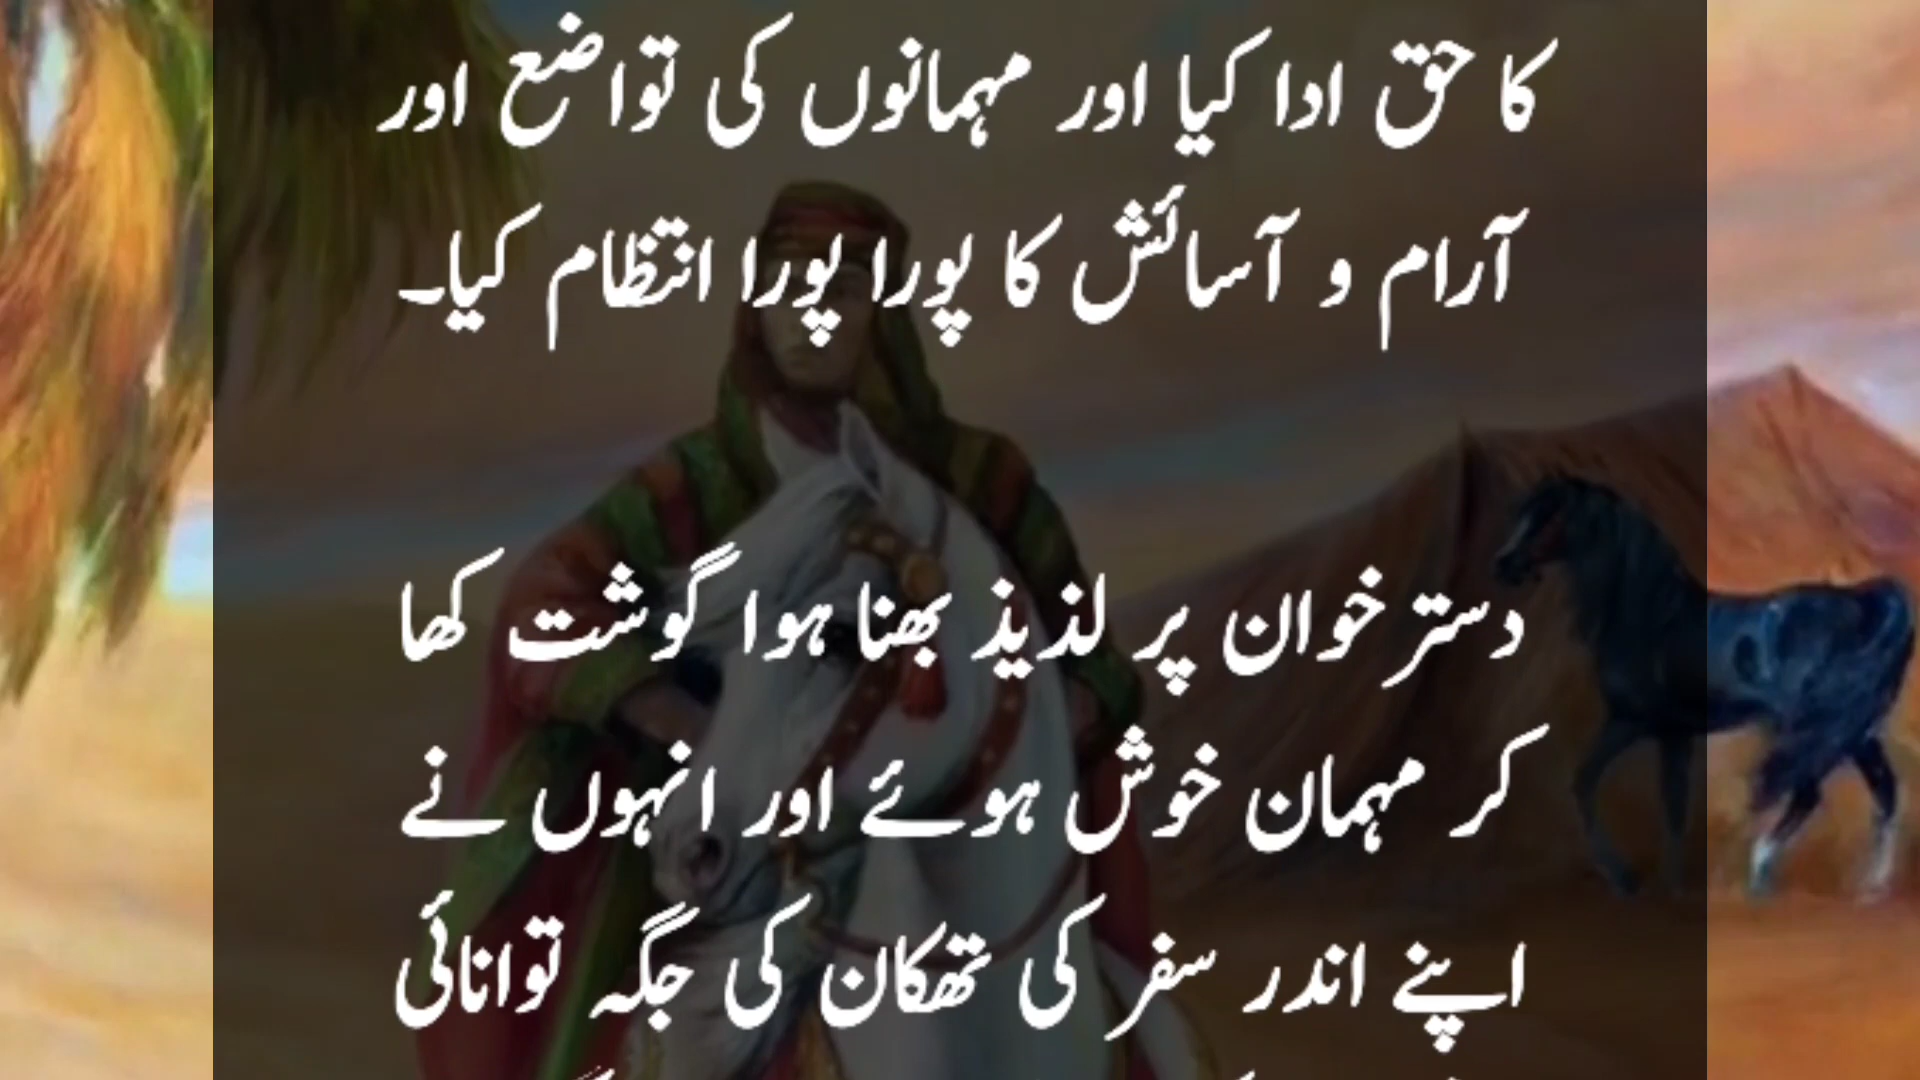 کا حق ادا کیا اور مہمانوں کی تواضع اور
آرام و آسائش کا پورا پورا انتظام کیا۔
دسترخوان پر لذیذ بھنا ہوا گوشت کھا
کر مہمان خوش ہوئے اور انہوں نے
اپنے اندر سفر کی تھکان کی جگہ توانائی